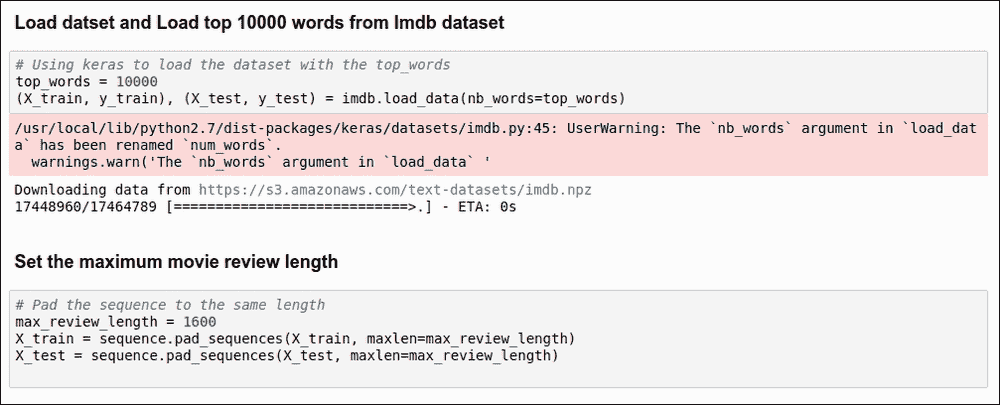 Load datset and Load top 10000 words from Imdb dataset
# Using keras to load the dataset with the top_words
top_words = 10000
(X_train, y_train), (X_test, y_test) = imdb.load_data(nb_words=top_words)
/usr/local/lib/python2.7/dist-packages/keras/datasets/imdb.py:45: UserWarning: The `nb_words` argument in `load_dat
a` has been renamed `num_words`.
  warnings.warn('The `nb_words` argument in `load_data` '
Downloading data from https://s3.amazonaws.com/text-datasets/imdb.npz
17448960/17464789 [============================>.] - ETA: 0s
Set the maximum movie review length
# Pad the sequence to the same length
max_review_length = 1600
X_train = sequence.pad_sequences(X_train, maxlen=max_review_length)
X_test = sequence.pad_sequences(X_test, maxlen=max_review_length)